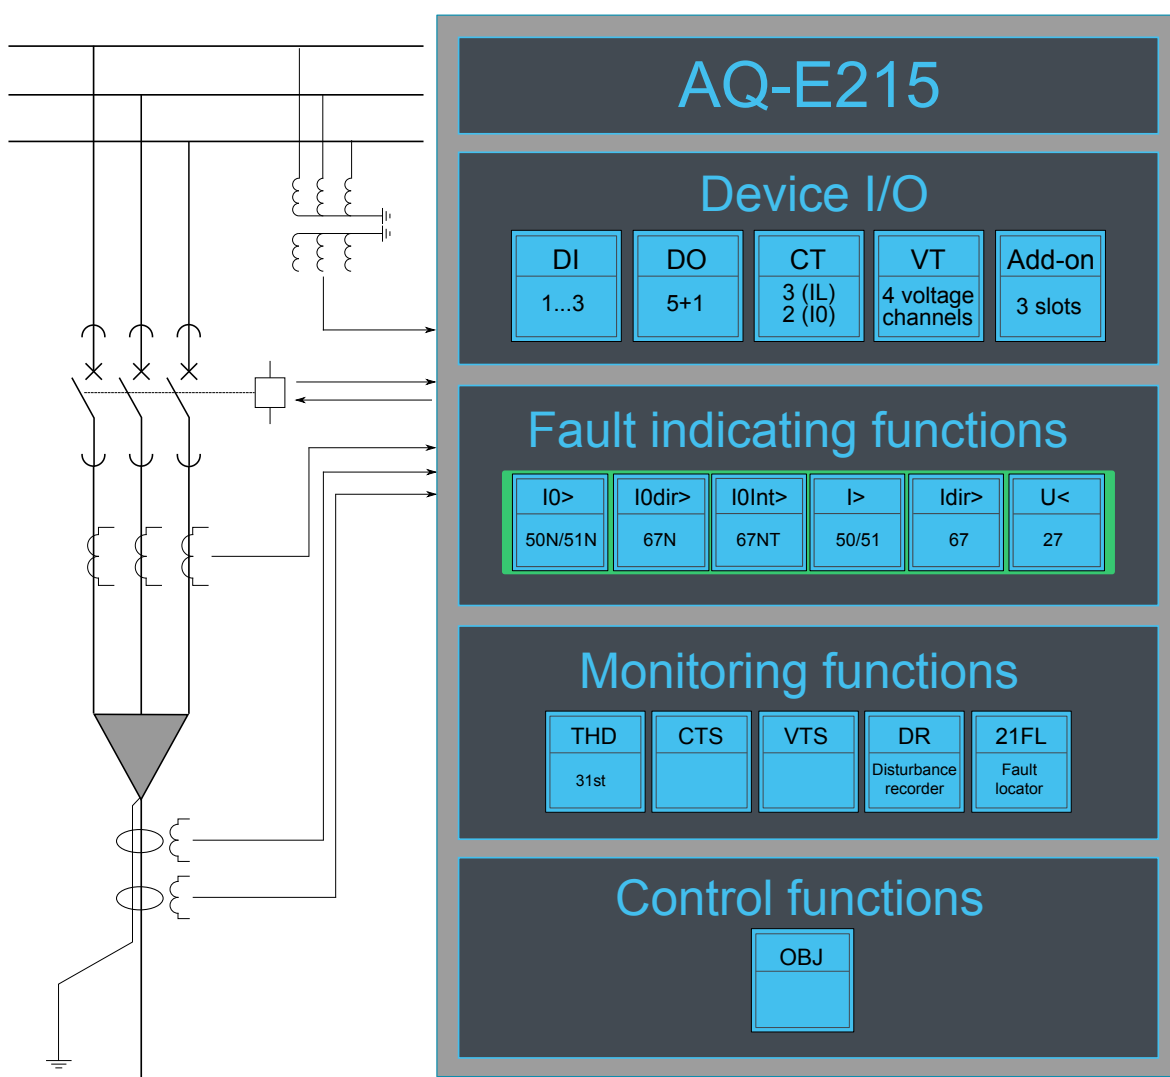 AQ-E215
Device I/O
DI
1...3
DO
5+1
CT
3 (IL)
2 (I0)
VT
4 voltage
channels
Add-on
3 slots
Fault indicating functions
I0>
50N/51N
I0dir>
67N
I0Int>
67NT
I>
50/51
Idir>
67
U<
27
Monitoring functions
THD
31st
CTS
VTS
DR
Disturbance
recorder
21FL
Fault
locator
Control functions
OBJ